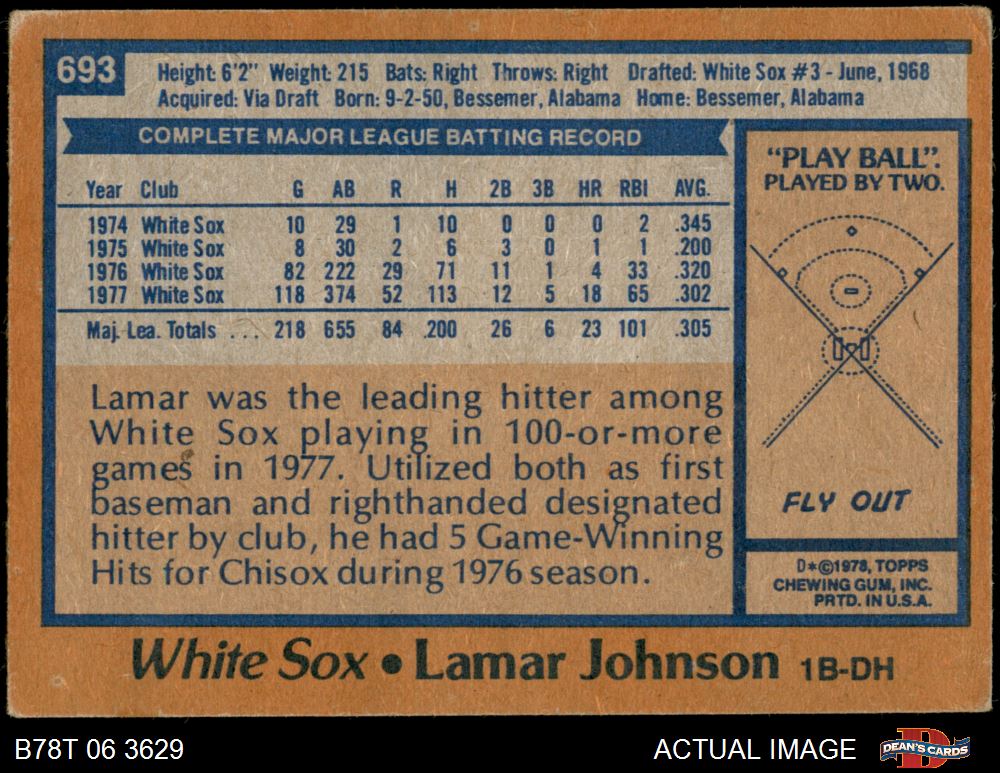 693
Height: 6'2" Weight: 215 Bats: Right Throws: Right Drafted: White Sox #3 - June, 1968
Acquired: Via Draft Born: 9-2-50, Bessemer, Alabama Home: Bessemer, Alabama
COMPLETE MAJOR LEAGUE BATTING RECORD
Year Club G AB R H 2B 3B HR RBI AVG.
1974 White Sox 10 29 1 10 0 0 0 2 .345
1975 White Sox 8 30 2 6 3 0 1 1 .200
1976 White Sox 82 222 29 71 11 1 4 33 .320
1977 White Sox 118 374 52 113 12 5 18 65 .302
Maj. Lea. Totals . . . 218 655 84 .200 26 6 23 101 .305
Lamar was the leading hitter among
White Sox playing in 100-or-more
games in 1977. Utilized both as first
baseman and righthanded designated
hitter by club, he had 5 Game-Winning
Hits for Chisox during 1976 season.
"PLAY BALL".
PLAYED BY TWO.
FLY OUT
D*©1978, TOPPS
CHEWING GUM, INC.
PRTD. IN U.S.A.
White Sox • Lamar Johnson 1B-DH
B78T 06 3629
ACTUAL IMAGE
DEAN'S CARDS